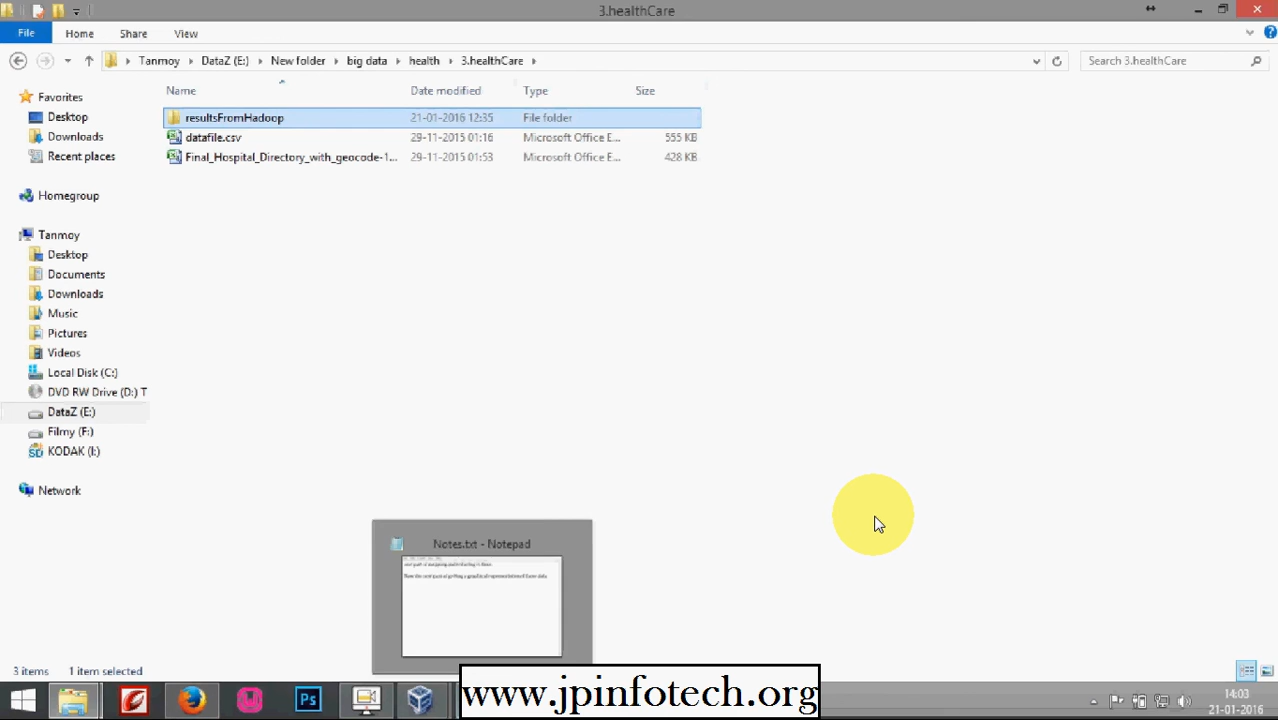 3.healthCare
File Home Share View
Tanmoy DataZ (E:) New folder big data health 3.healthCare Search 3.healthCare
Name Date modified Type Size
Favorites
Desktop
Downloads
Recent places
Homegroup
Tanmoy
Desktop
Documents
Downloads
Music
Pictures
Videos
Local Disk (C:)
DVD RW Drive (D:) T
DataZ (E:)
Filmy (F:)
KODAK (I:)
Network
resultsFromHadoop 21-01-2016 12:35 File folder
datafile.csv 29-11-2015 01:16 Microsoft Office E... 555 KB
Final_Hospital_Directory_with_geocode-1... 29-11-2015 01:53 Microsoft Office E... 428 KB
Notes.txt - Notepad
3 items 1 item selected
Ps
www.jpinfotech.org
14:03
21-01-2016